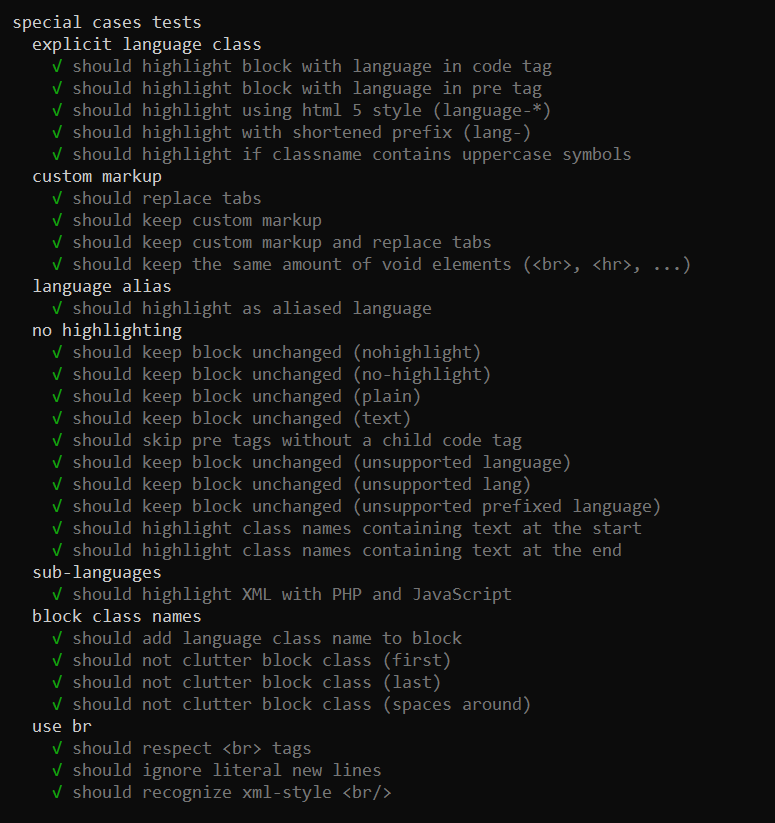 special cases tests
explicit language class
√ should highlight block with language in code tag
√ should highlight block with language in pre tag
√ should highlight using html 5 style (language-*)
√ should highlight with shortened prefix (lang-)
√ should highlight if classname contains uppercase symbols
custom markup
√ should replace tabs
√ should keep custom markup
√ should keep custom markup and replace tabs
√ should keep the same amount of void elements (<br>, <hr>, ...)
language alias
√ should highlight as aliased language
no highlighting
√ should keep block unchanged (nohighlight)
√ should keep block unchanged (no-highlight)
√ should keep block unchanged (plain)
√ should keep block unchanged (text)
√ should skip pre tags without a child code tag
√ should keep block unchanged (unsupported language)
√ should keep block unchanged (unsupported lang)
√ should keep block unchanged (unsupported prefixed language)
√ should highlight class names containing text at the start
√ should highlight class names containing text at the end
sub-languages
√ should highlight XML with PHP and JavaScript
block class names
√ should add language class name to block
√ should not clutter block class (first)
√ should not clutter block class (last)
√ should not clutter block class (spaces around)
use br
√ should respect <br> tags
√ should ignore literal new lines
√ should recognize xml-style <br/>